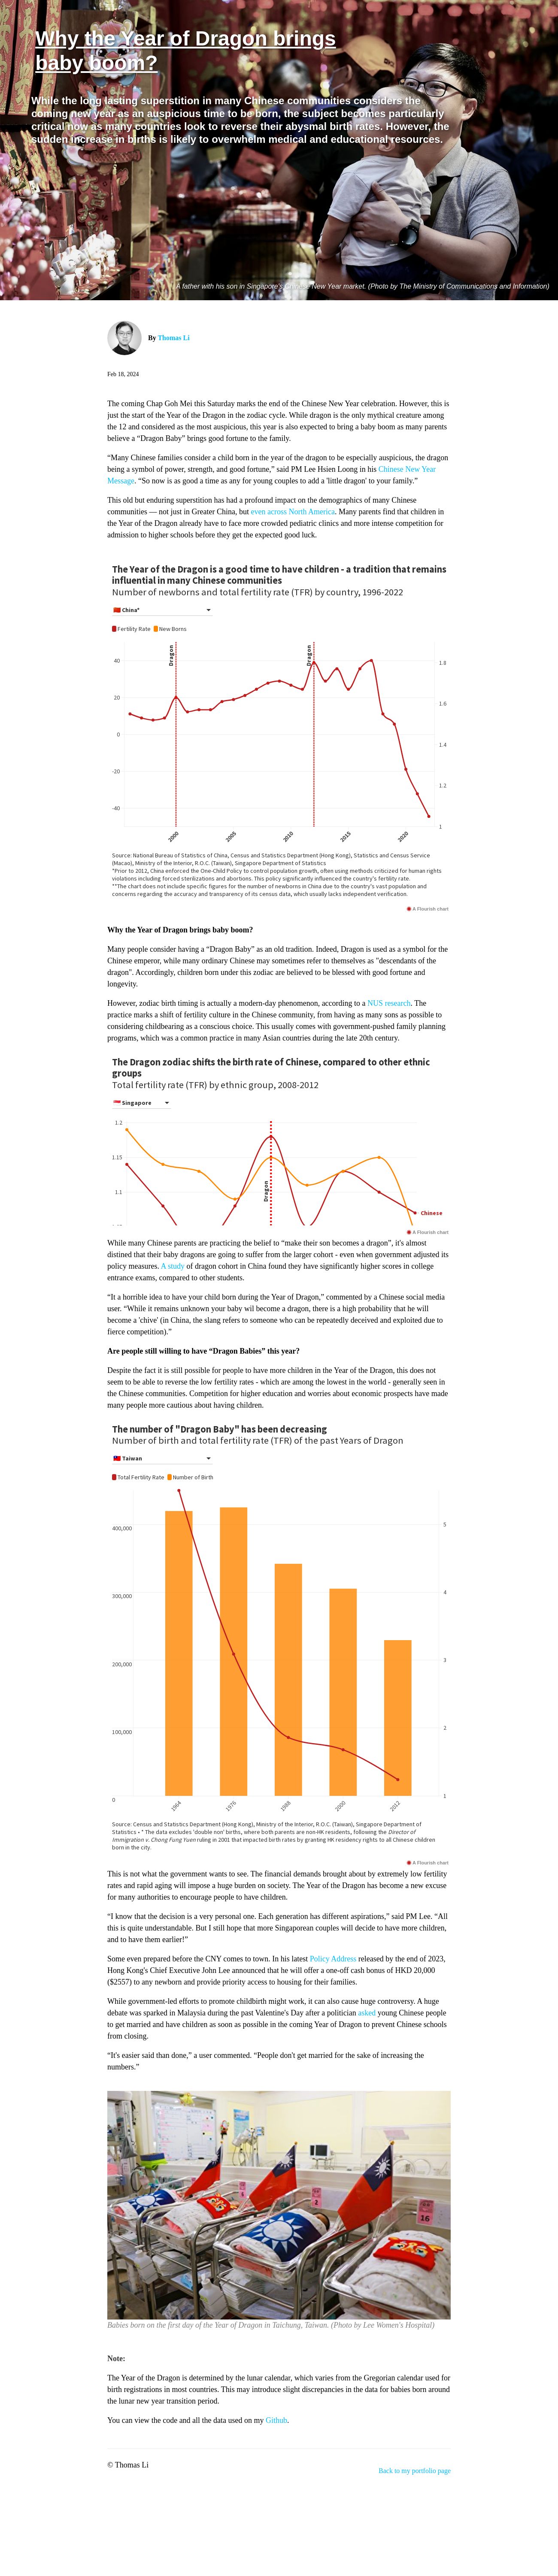 Why the Year of Dragon brings
baby boom?
While the long lasting superstition in many Chinese communities considers the
coming new year as an auspicious time to be born, the subject becomes particularly
critical now as many countries look to reverse their abysmal birth rates. However, the
sudden increase in births is likely to overwhelm medical and educational resources.
A father with his son in Singapore's Chinese New Year market. (Photo by The Ministry of Communications and Information)
By Thomas Li
Feb 18, 2024
The coming Chap Goh Mei this Saturday marks the end of the Chinese New Year celebration. However, this is
just the start of the Year of the Dragon in the zodiac cycle. While dragon is the only mythical creature among
the 12 and considered as the most auspicious, this year is also expected to bring a baby boom as many parents
believe a “Dragon Baby” brings good fortune to the family.
“Many Chinese families consider a child born in the year of the dragon to be especially auspicious, the dragon
being a symbol of power, strength, and good fortune,” said PM Lee Hsien Loong in his Chinese New Year
Message. “So now is as good a time as any for young couples to add a 'little dragon' to your family.”
This old but enduring superstition has had a profound impact on the demographics of many Chinese
communities — not just in Greater China, but even across North America. Many parents find that children in
the Year of the Dragon already have to face more crowded pediatric clinics and more intense competition for
admission to higher schools before they get the expected good luck.
The Year of the Dragon is a good time to have children - a tradition that remains
influential in many Chinese communities
Number of newborns and total fertility rate (TFR) by country, 1996-2022
China*
Fertility Rate New Borns
Dragon
Dragon
40
20
0
-20
-40
1.8
1.6
1.4
1.2
1
2000
2005
2010
2015
2020
Source: National Bureau of Statistics of China, Census and Statistics Department (Hong Kong), Statistics and Census Service
(Macao), Ministry of the Interior, R.O.C. (Taiwan), Singapore Department of Statistics
*Prior to 2012, China enforced the One-Child Policy to control population growth, often using methods criticized for human rights
violations including forced sterilizations and abortions. This policy significantly influenced the country's fertility rate.
**The chart does not include specific figures for the number of newborns in China due to the country's vast population and
concerns regarding the accuracy and transparency of its census data, which usually lacks independent verification.
A Flourish chart
Why the Year of Dragon brings baby boom?
Many people consider having a “Dragon Baby” as an old tradition. Indeed, Dragon is used as a symbol for the
Chinese emperor, while many ordinary Chinese may sometimes refer to themselves as "descendants of the
dragon". Accordingly, children born under this zodiac are believed to be blessed with good fortune and
longevity.
However, zodiac birth timing is actually a modern-day phenomenon, according to a NUS research. The
practice marks a shift of fertility culture in the Chinese community, from having as many sons as possible to
considering childbearing as a conscious choice. This usually comes with government-pushed family planning
programs, which was a common practice in many Asian countries during the late 20th century.
The Dragon zodiac shifts the birth rate of Chinese, compared to other ethnic
groups
Total fertility rate (TFR) by ethnic group, 2008-2012
Singapore
1.2
1.15
1.1
Dragon
Chinese
A Flourish chart
While many Chinese parents are practicing the belief to “make their son becomes a dragon”, it's almost
distined that their baby dragons are going to suffer from the larger cohort - even when government adjusted its
policy measures. A study of dragon cohort in China found they have significantly higher scores in college
entrance exams, compared to other students.
“It a horrible idea to have your child born during the Year of Dragon,” commented by a Chinese social media
user. “While it remains unknown your baby wil become a dragon, there is a high probability that he will
become a 'chive' (in China, the slang refers to someone who can be repeatedly deceived and exploited due to
fierce competition).”
Are people still willing to have “Dragon Babies” this year?
Despite the fact it is still possible for people to have more children in the Year of the Dragon, this does not
seem to be able to reverse the low fertility rates - which are among the lowest in the world - generally seen in
the Chinese communities. Competition for higher education and worries about economic prospects have made
many people more cautious about having children.
The number of "Dragon Baby" has been decreasing
Number of birth and total fertility rate (TFR) of the past Years of Dragon
Taiwan
Total Fertility Rate Number of Birth
400,000
300,000
200,000
100,000
0
5
4
3
2
1
1964
1976
1988
2000
2012
Source: Census and Statistics Department (Hong Kong), Ministry of the Interior, R.O.C. (Taiwan), Singapore Department of
Statistics • * The data excludes 'double non' births, where both parents are non-HK residents, following the Director of
Immigration v. Chong Fung Yuen ruling in 2001 that impacted birth rates by granting HK residency rights to all Chinese children
born in the city.
A Flourish chart
This is not what the government wants to see. The financial demands brought about by extremely low fertility
rates and rapid aging will impose a huge burden on society. The Year of the Dragon has become a new excuse
for many authorities to encourage people to have children.
“I know that the decision is a very personal one. Each generation has different aspirations,” said PM Lee. “All
this is quite understandable. But I still hope that more Singaporean couples will decide to have more children,
and to have them earlier!”
Some even prepared before the CNY comes to town. In his latest Policy Address released by the end of 2023,
Hong Kong's Chief Executive John Lee announced that he will offer a one-off cash bonus of HKD 20,000
($2557) to any newborn and provide priority access to housing for their families.
While government-led efforts to promote childbirth might work, it can also cause huge controversy. A huge
debate was sparked in Malaysia during the past Valentine's Day after a politician asked young Chinese people
to get married and have children as soon as possible in the coming Year of Dragon to prevent Chinese schools
from closing.
“It's easier said than done,” a user commented. “People don't get married for the sake of increasing the
numbers.”
1
2
16
Babies born on the first day of the Year of Dragon in Taichung, Taiwan. (Photo by Lee Women's Hospital)
Note:
The Year of the Dragon is determined by the lunar calendar, which varies from the Gregorian calendar used for
birth registrations in most countries. This may introduce slight discrepancies in the data for babies born around
the lunar new year transition period.
You can view the code and all the data used on my Github.
© Thomas Li
Back to my portfolio page